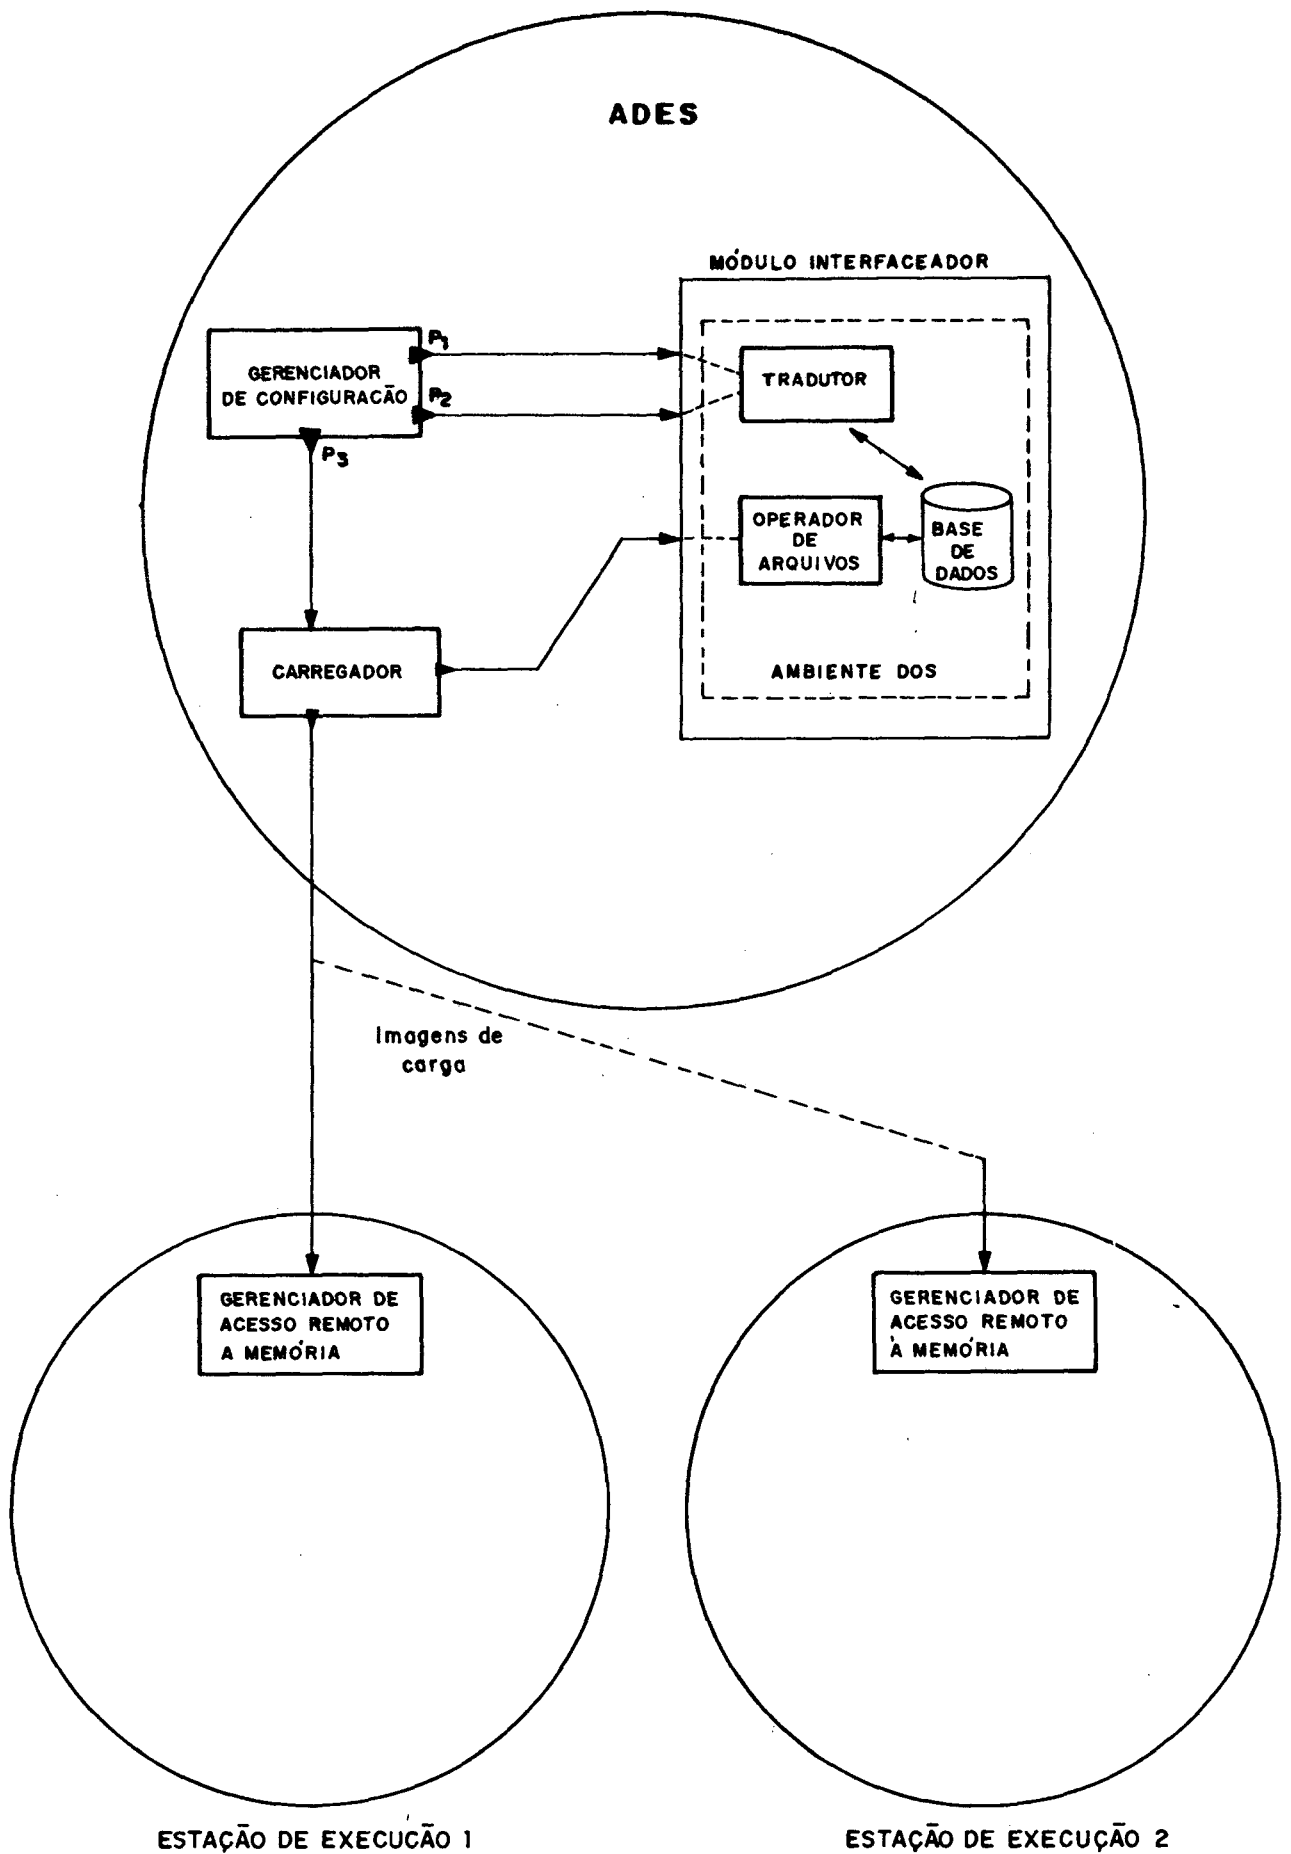 ADES
MÓDULO INTERFACEADOR
P1
GERENCIADOR
DE CONFIGURAÇÃO
P2
P3
TRADUTOR
OPERADOR
DE
ARQUIVOS
BASE
DE
DADOS
CARREGADOR
AMBIENTE DOS
Imagens de
carga
GERENCIADOR DE
ACESSO REMOTO
A MEMÓRIA
GERENCIADOR DE
ACESSO REMOTO
À MEMÓRIA
ESTAÇÃO DE EXECUÇÃO 1
ESTAÇÃO DE EXECUÇÃO 2